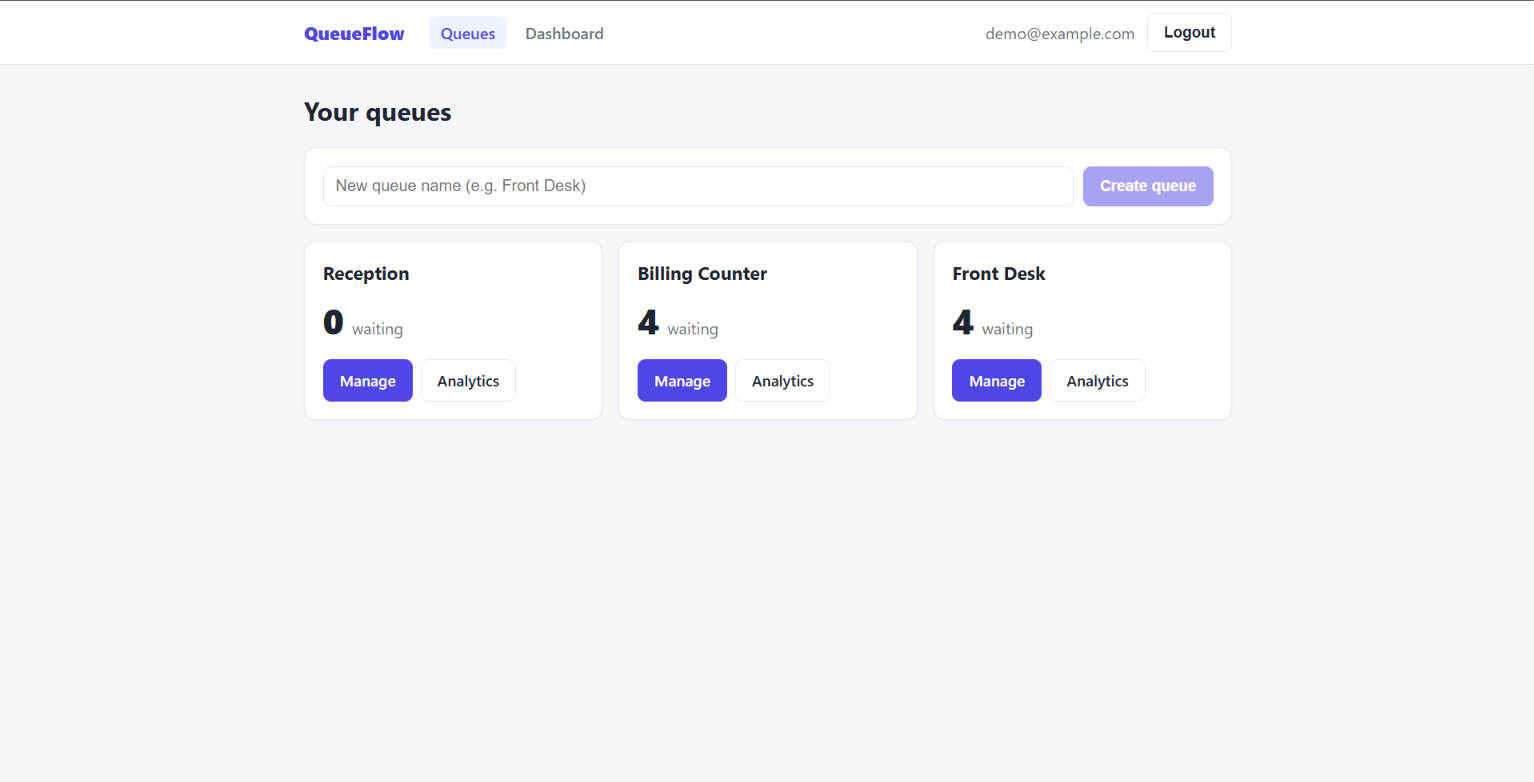 QueueFlow Queues Dashboard demo@example.com Logout
Your queues
New queue name (e.g. Front Desk) Create queue
Reception
0 waiting
Manage Analytics
Billing Counter
4 waiting
Manage Analytics
Front Desk
4 waiting
Manage Analytics